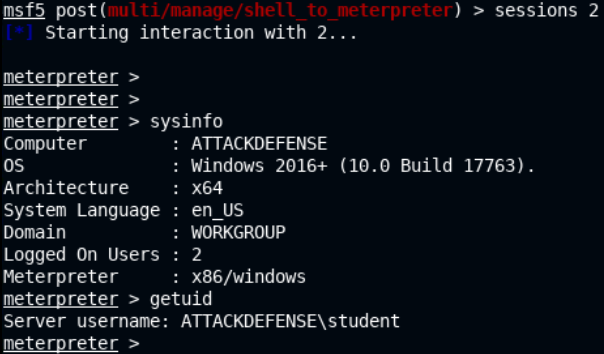 msf5 post(multi/manage/shell_to_meterpreter) > sessions 2
[*] Starting interaction with 2...
meterpreter >
meterpreter >
meterpreter > sysinfo
Computer        : ATTACKDEFENSE
OS              : Windows 2016+ (10.0 Build 17763).
Architecture    : x64
System Language : en_US
Domain          : WORKGROUP
Logged On Users : 2
Meterpreter     : x86/windows
meterpreter > getuid
Server username: ATTACKDEFENSE\student
meterpreter >